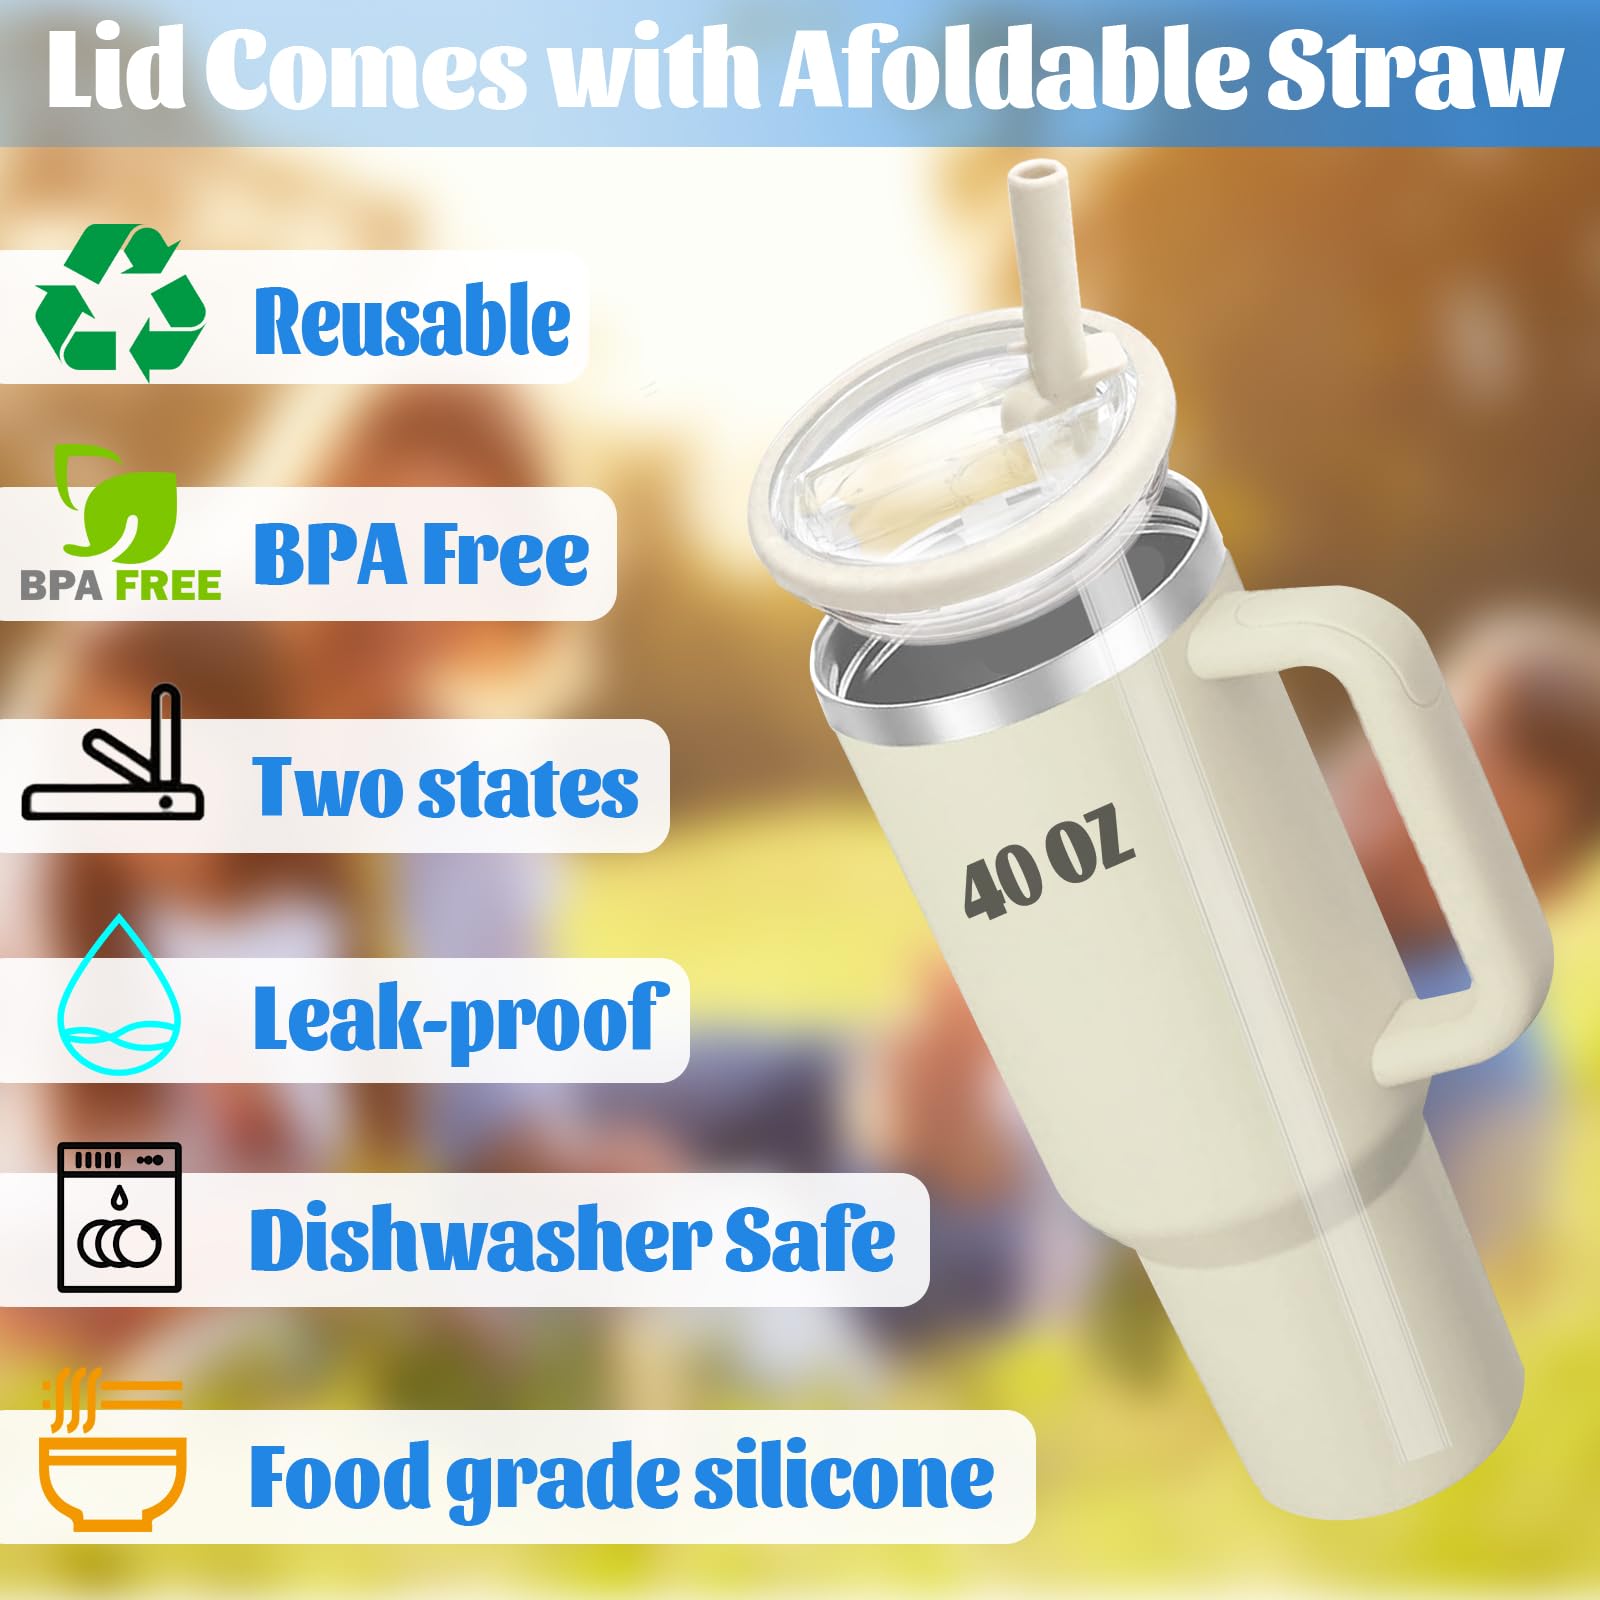 Lid Comes with Afoldable Straw
Reusable
BPA FREE
BPA Free
Two states
40 OZ
Leak-proof
Dishwasher Safe
Food grade silicone